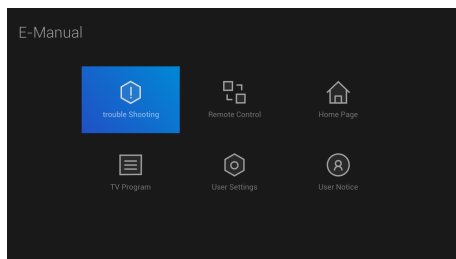 E-Manual
trouble Shooting
Remote Control
Home Page
TV Program
User Settings
User Notice